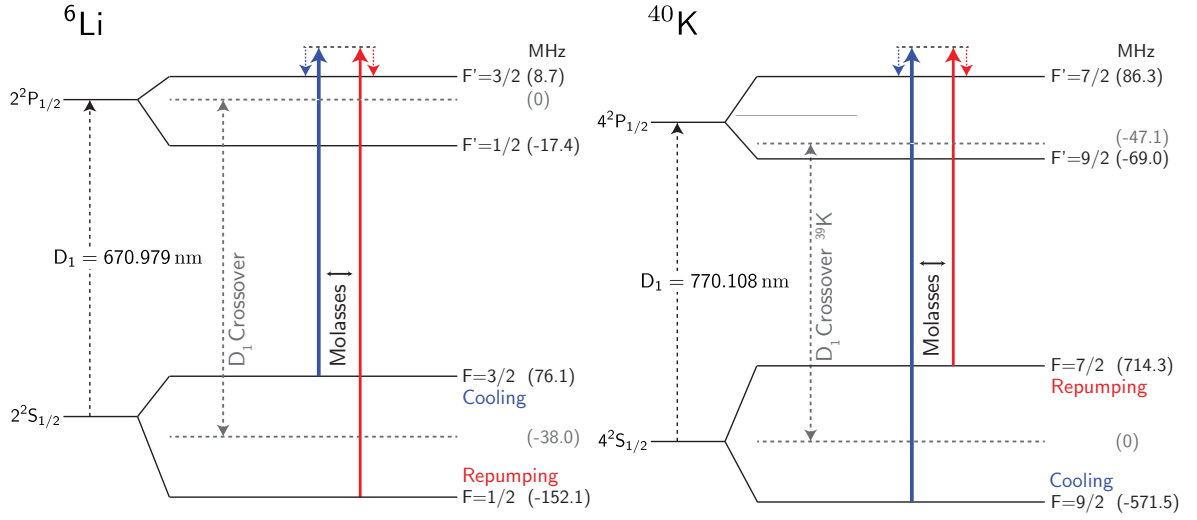 ⁶Li
MHz
F'=3/2 (8.7)
2²P₁/₂
(0)
F'=1/2 (-17.4)
D₁ = 670.979 nm
D₁ Crossover
Molasses
F=3/2 (76.1)
Cooling
2²S₁/₂
(-38.0)
Repumping
F=1/2 (-152.1)
⁴⁰K
MHz
F'=7/2 (86.3)
4²P₁/₂
(-47.1)
F'=9/2 (-69.0)
D₁ = 770.108 nm
D₁ Crossover ³⁹K
Molasses
F=7/2 (714.3)
Repumping
4²S₁/₂
(0)
Cooling
F=9/2 (-571.5)